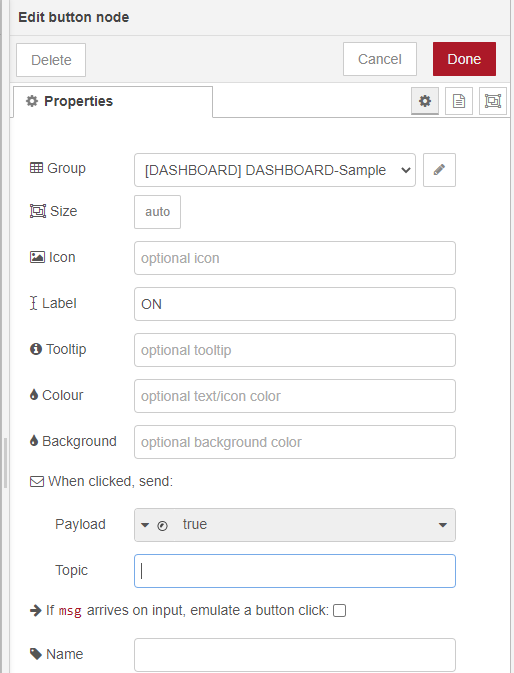 Edit button node
Delete
Cancel
Done
Properties
Group
[DASHBOARD] DASHBOARD-Sample
Size
auto
Icon
optional icon
Label
ON
Tooltip
optional tooltip
Colour
optional text/icon color
Background
optional background color
When clicked, send:
Payload
true
Topic
If msg arrives on input, emulate a button click:
Name